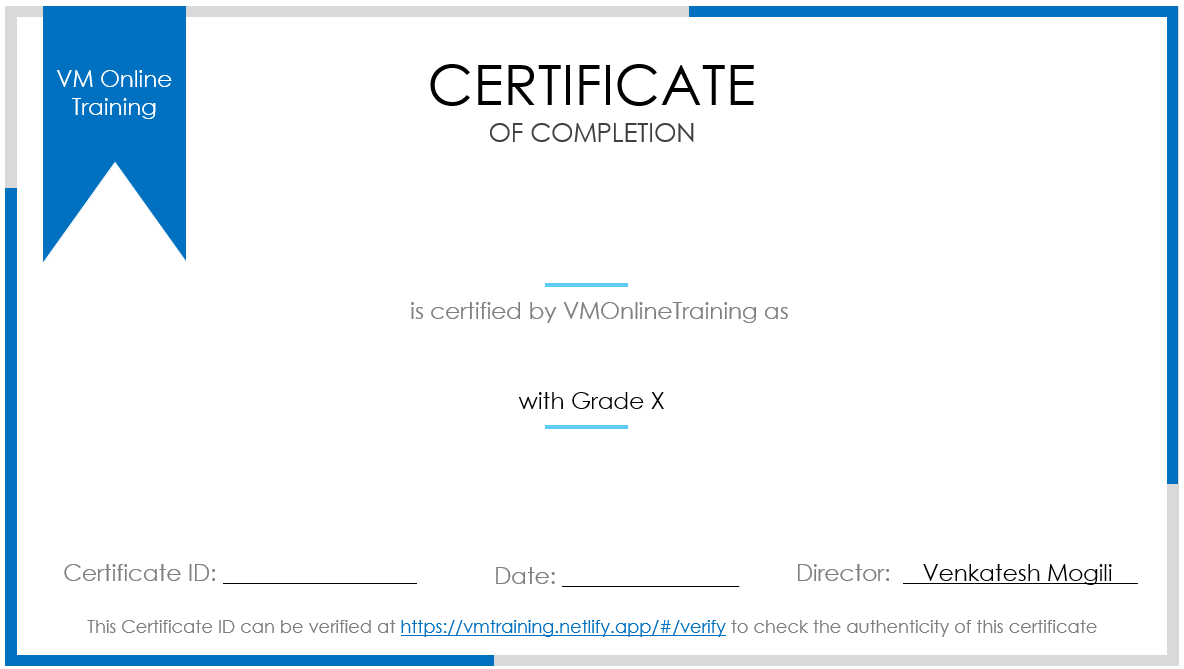 VM Online
Training
CERTIFICATE
OF COMPLETION
is certified by VMOnlineTraining as
with Grade X
Certificate ID: ________________
Date: ______________
Director: Venkatesh Mogili
This Certificate ID can be verified at https://vmtraining.netlify.app/#/verify to check the authenticity of this certificate